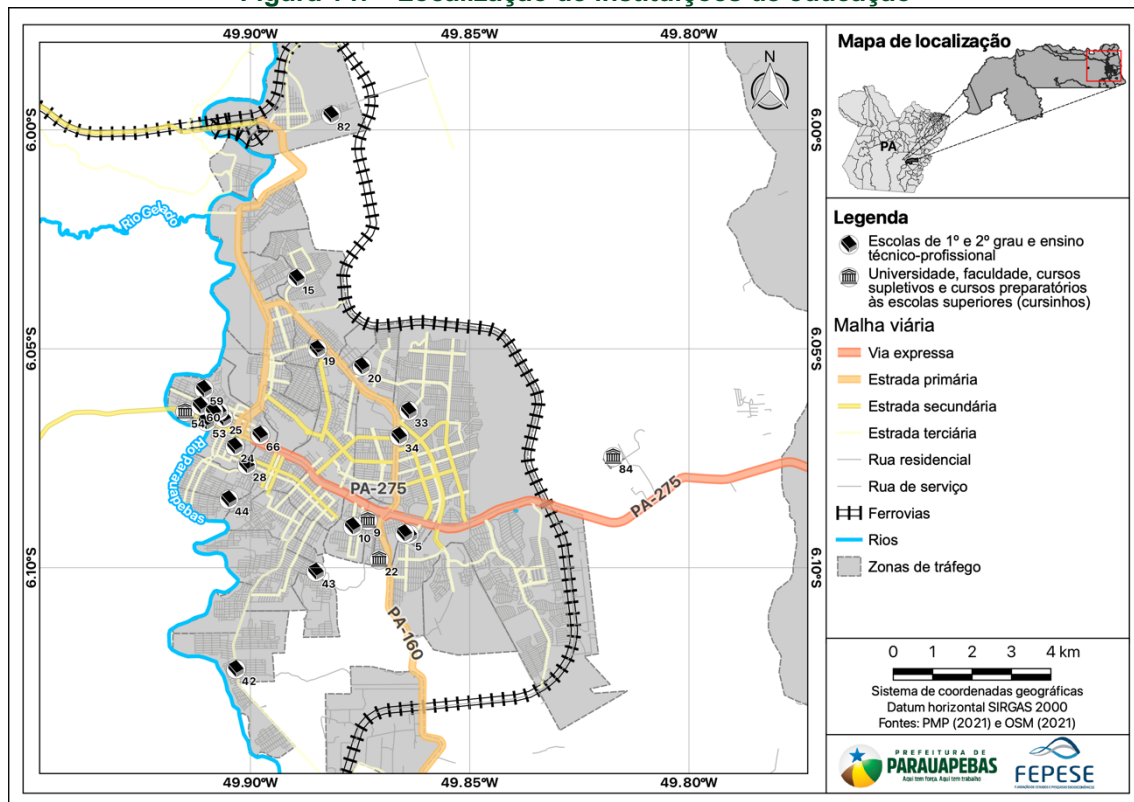 49.90°W
49.85°W
49.80°W
N
6.00°S
6.00°S
82
Rio Gelado
15
6.05°S
6.05°S
19
20
59
60
54
53
25
33
34
66
24
28
84
Rio Parauapebas
44
PA-275
PA-275
10
9
5
22
6.10°S
6.10°S
43
PA-160
42
49.90°W
49.85°W
49.80°W
Mapa de localização
PA
Legenda
Escolas de 1º e 2º grau e ensino
técnico-profissional
Universidade, faculdade, cursos
supletivos e cursos preparatórios
às escolas superiores (cursinhos)
Malha viária
Via expressa
Estrada primária
Estrada secundária
Estrada terciária
Rua residencial
Rua de serviço
Ferrovias
Rios
Zonas de tráfego
0 1 2 3 4 km
Sistema de coordenadas geográficas
Datum horizontal SIRGAS 2000
Fontes: PMP (2021) e OSM (2021)
PREFEITURA DE
PARAUAPEBAS
Aqui tem força. Aqui tem trabalho
FEPESE